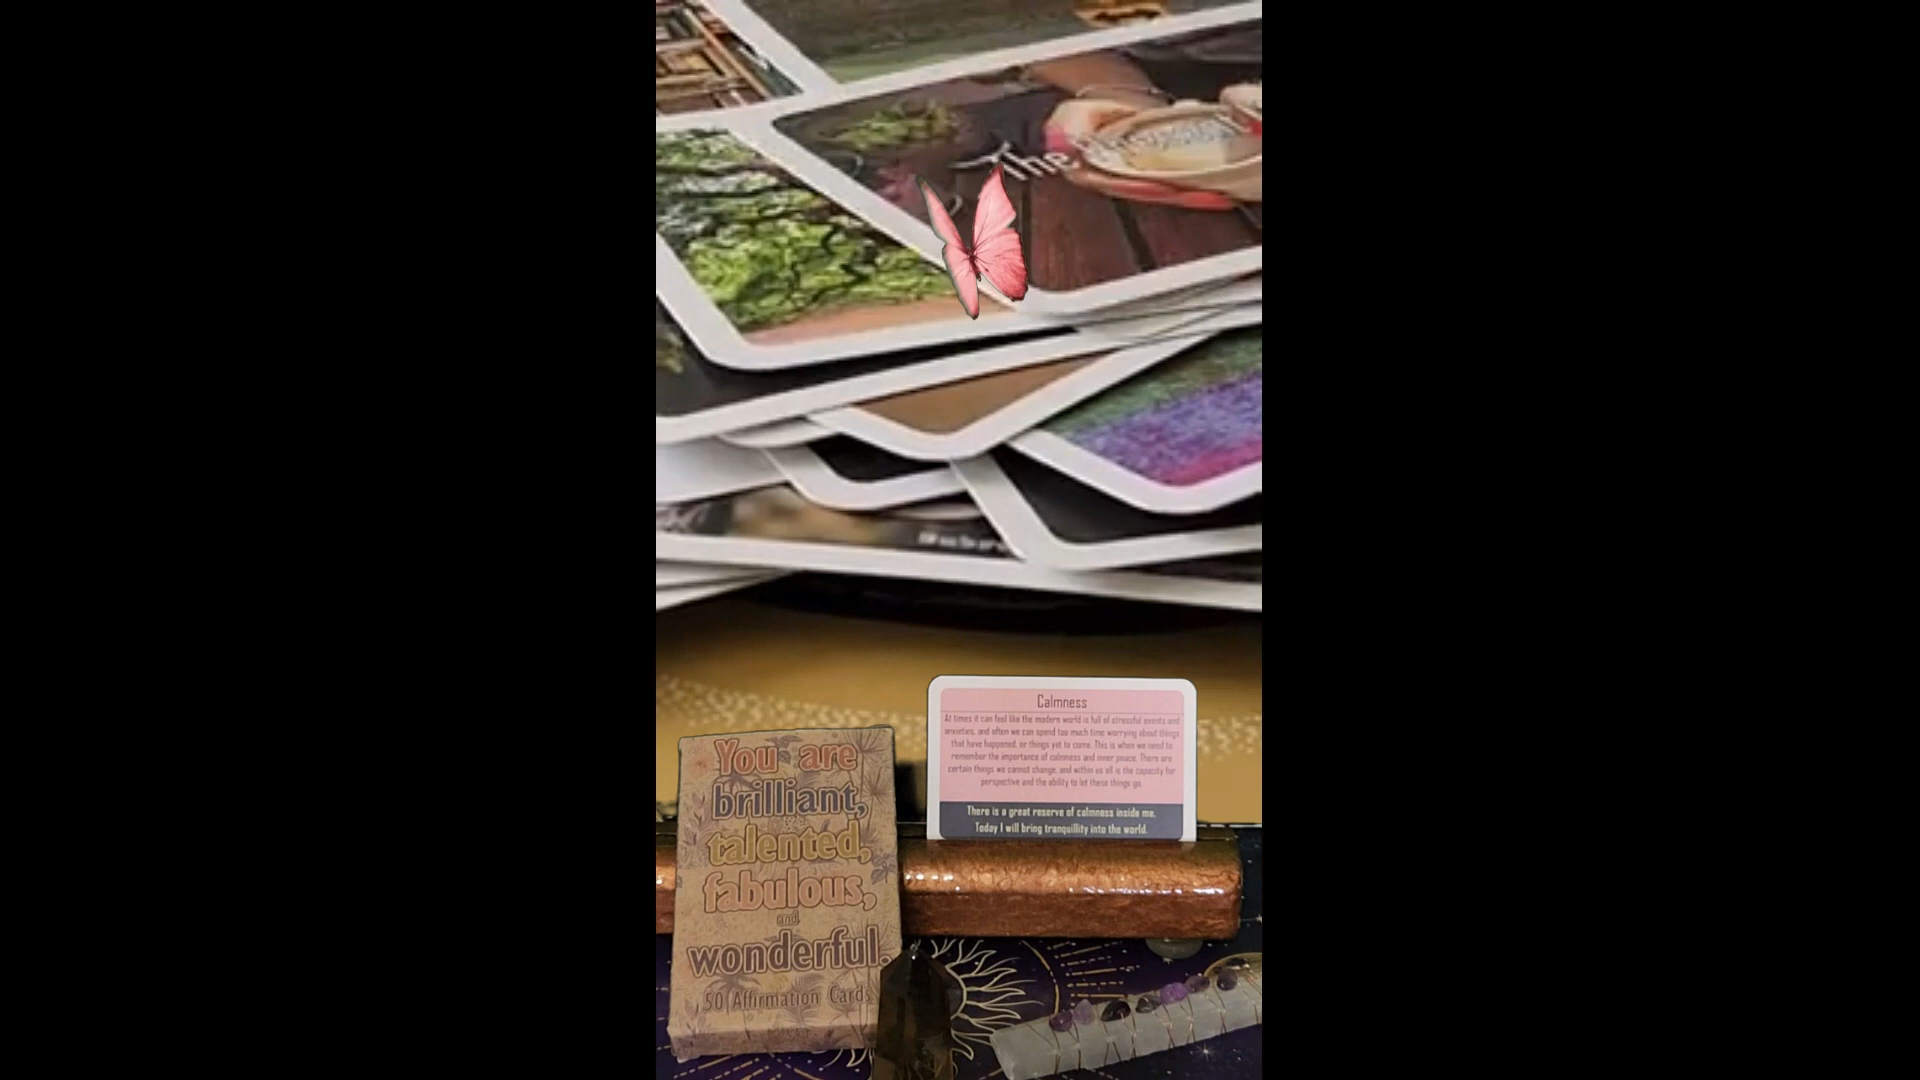 The
Calmness
At times it can feel like the modern world is full of stressful events and
anxieties, and often we can spend too much time worrying about things
that have happened, or things yet to come. This is when we need to
remember the importance of calmness and inner peace. There are
certain things we cannot change, and within us all is the capacity for
perspective and the ability to let these things go.
There is a great reserve of calmness inside me.
Today I will bring tranquillity into the world.
You are
brilliant,
talented,
fabulous,
and
wonderful.
50 Affirmation Cards